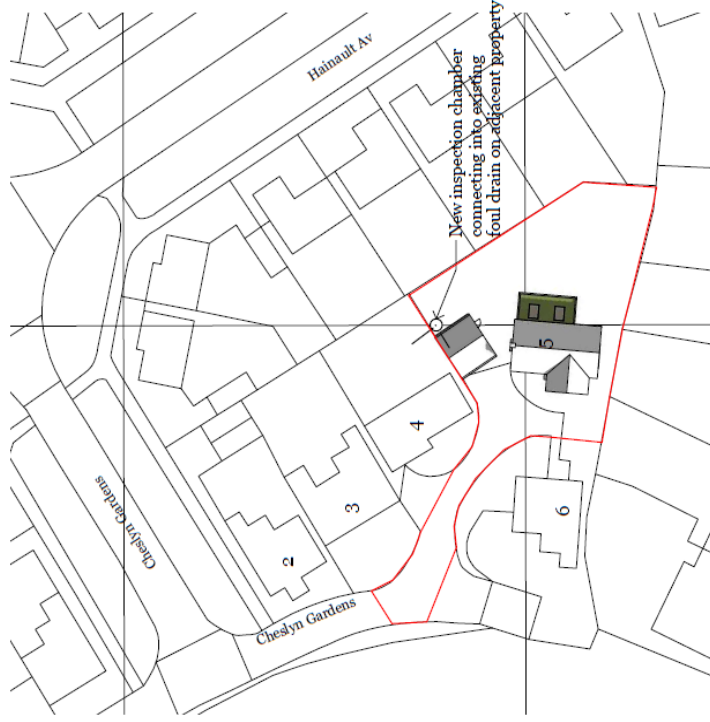 Hainault Av
New inspection chamber
connecting into existing
foul drain on adjacent property
Cheslyn Gardens
5
4
3
2
6
Cheslyn Gardens